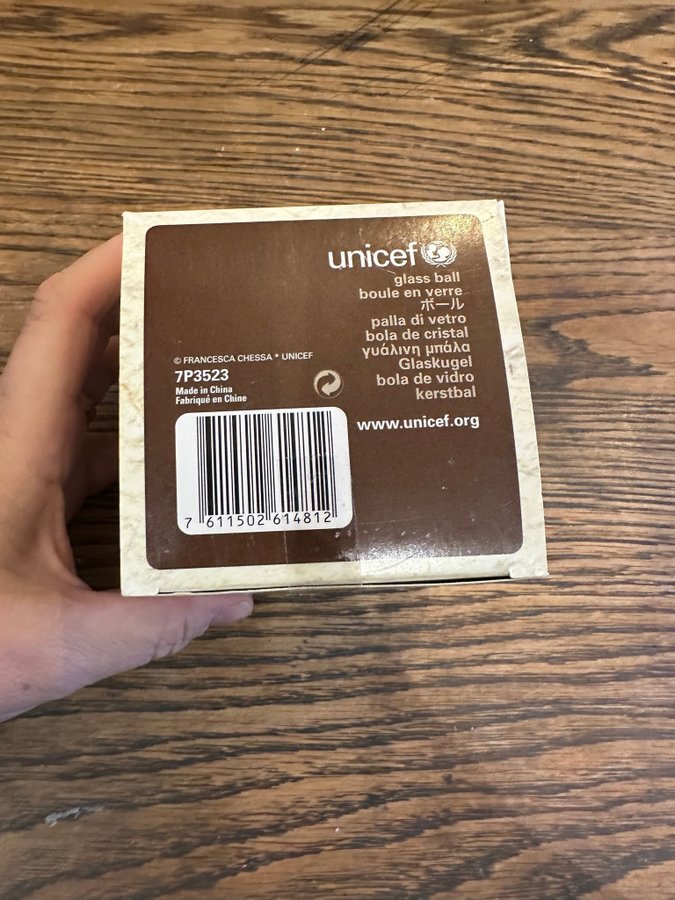 unicef
glass ball
boule en verre
ボール
palla di vetro
bola de cristal
γυάλινη μπάλα
Glaskugel
bola de vidro
kerstbal
www.unicef.org
© FRANCESCA CHESSA * UNICEF
7P3523
Made in China
Fabriqué en Chine
7 611502 614812